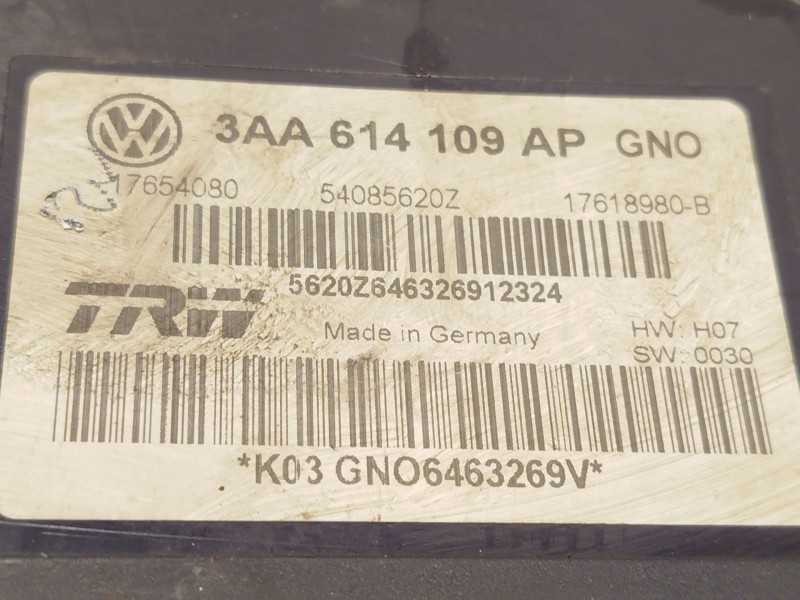 3AA 614 109 AP GNO
17654080 54085620Z 17618980-B
5620Z646326912324
TRW
Made in Germany HW: H07
SW: 0030
*K03 GNO6463269V*